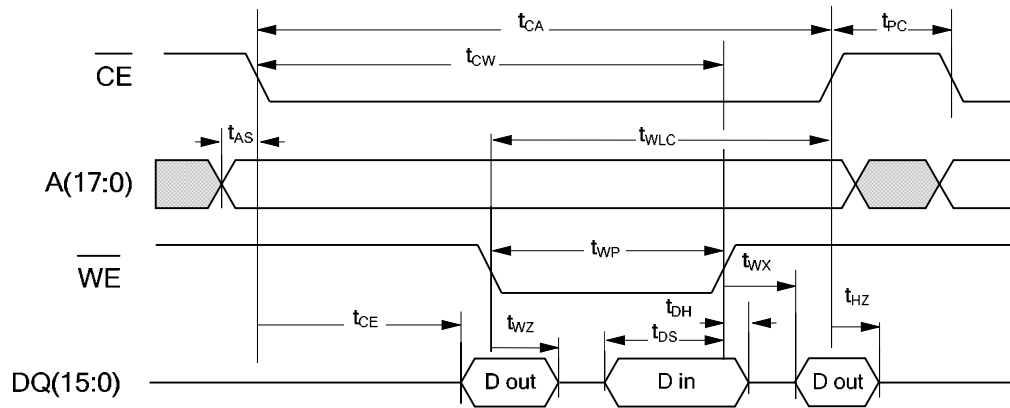 tCA
tPC
CE
tCW
tAS
tWLC
A(17:0)
tWP
WE
tWX
tCE
tWZ
tDH
tHZ
tDS
DQ(15:0)
D out
D in
D out